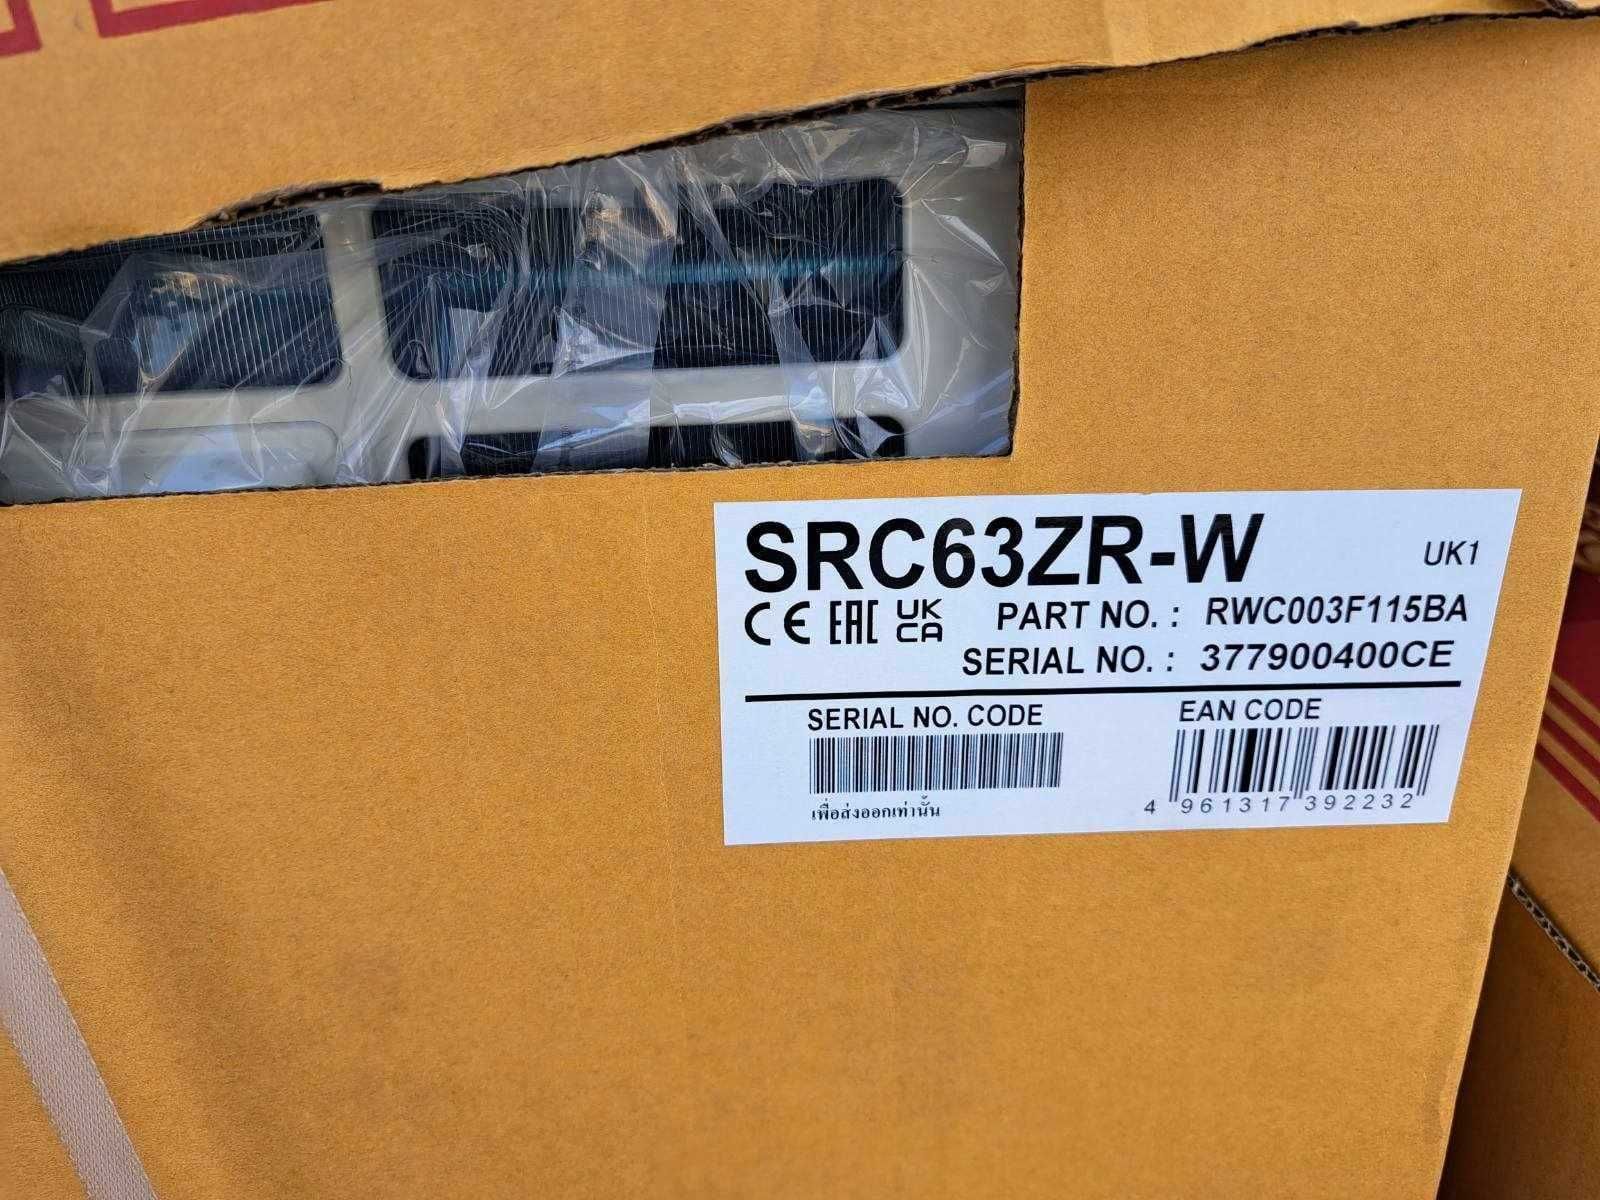 SRC63ZR-W
UK1
CE EAC UK CA PART NO. : RWC003F115BA
SERIAL NO. : 377900400CE
SERIAL NO. CODE
EAN CODE
เพื่อส่งออกเท่านั้น
4 961317 392232